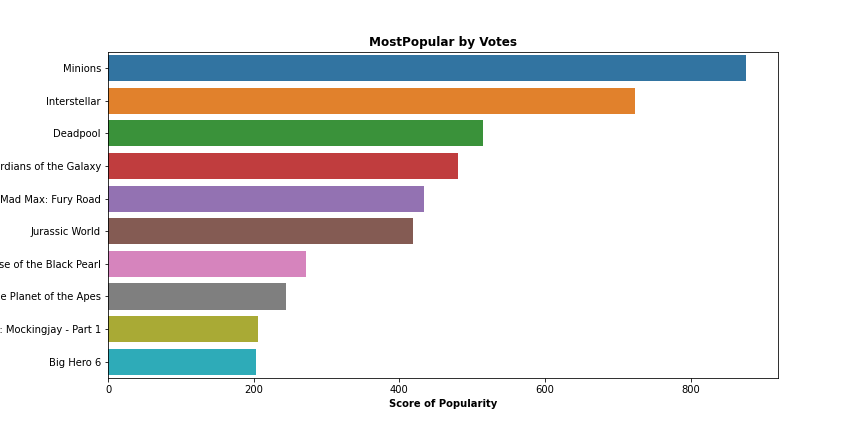 MostPopular by Votes
Minions
Interstellar
Deadpool
rdians of the Galaxy
Mad Max: Fury Road
Jurassic World
se of the Black Pearl
e Planet of the Apes
: Mockingjay - Part 1
Big Hero 6
0 200 400 600 800
Score of Popularity